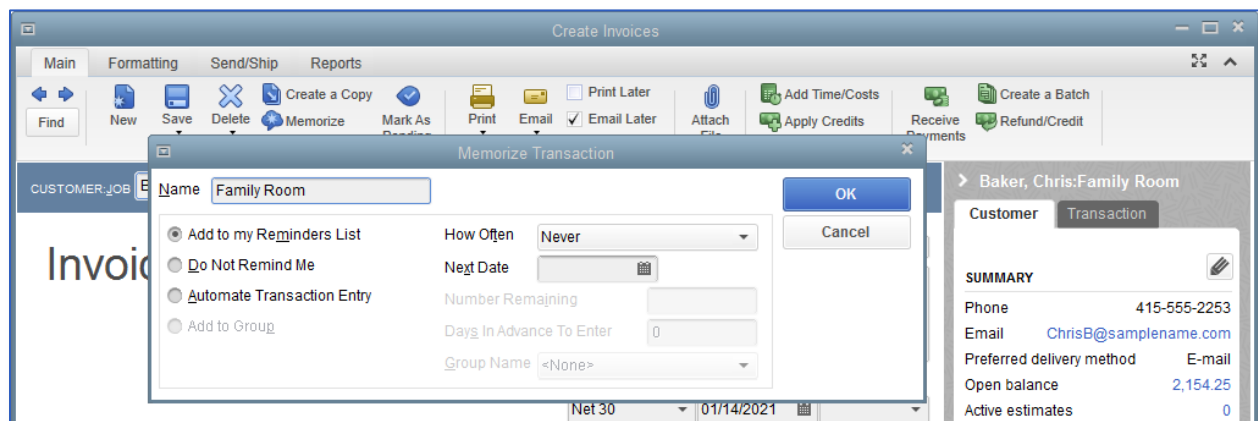 Create Invoices
Main Formatting Send/Ship Reports
Create a Copy Print Later Add Time/Costs Create a Batch
Find New Save Delete Memorize Mark As Print Email Email Later Attach Apply Credits Receive Refund/Credit
Memorize Transaction
CUSTOMER:JOB
Name Family Room OK
Add to my Reminders List How Often Never Cancel
Do Not Remind Me Next Date
Automate Transaction Entry Number Remaining
Add to Group Days In Advance To Enter 0
Group Name <None>
Net 30 01/14/2021
Baker, Chris:Family Room
Customer Transaction
SUMMARY
Phone 415-555-2253
Email ChrisB@samplename.com
Preferred delivery method E-mail
Open balance 2,154.25
Active estimates 0